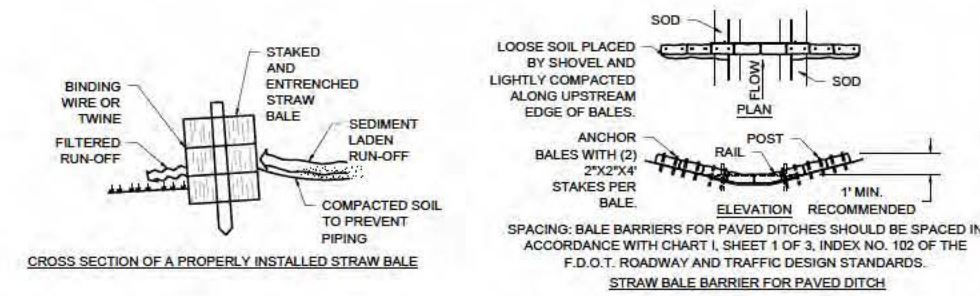 STAKED
AND
ENTRENCHED
STRAW
BALE
BINDING
WIRE OR
TWINE
FILTERED
RUN-OFF
SEDIMENT
LADEN
RUN-OFF
COMPACTED SOIL
TO PREVENT
PIPING
CROSS SECTION OF A PROPERLY INSTALLED STRAW BALE
SOD
LOOSE SOIL PLACED
BY SHOVEL AND
LIGHTLY COMPACTED
ALONG UPSTREAM
EDGE OF BALES.
FLOW
SOD
PLAN
ANCHOR
BALES WITH (2)
2"X2"X4'
STAKES PER
BALE.
RAIL
POST
1' MIN.
RECOMMENDED
ELEVATION
SPACING: BALE BARRIERS FOR PAVED DITCHES SHOULD BE SPACED IN
ACCORDANCE WITH CHART I, SHEET 1 OF 3, INDEX NO. 102 OF THE
F.D.O.T. ROADWAY AND TRAFFIC DESIGN STANDARDS.
STRAW BALE BARRIER FOR PAVED DITCH